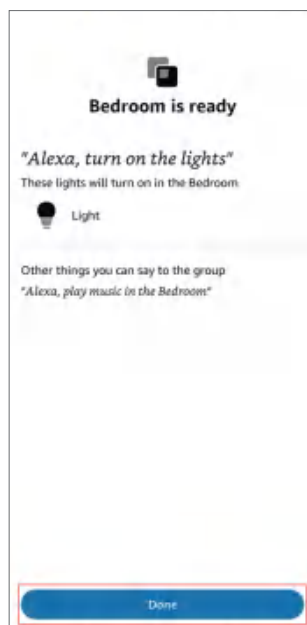 Bedroom is ready
"Alexa, turn on the lights"
These lights will turn on in the Bedroom
Light
Other things you can say to the group
"Alexa, play music in the Bedroom"
Done